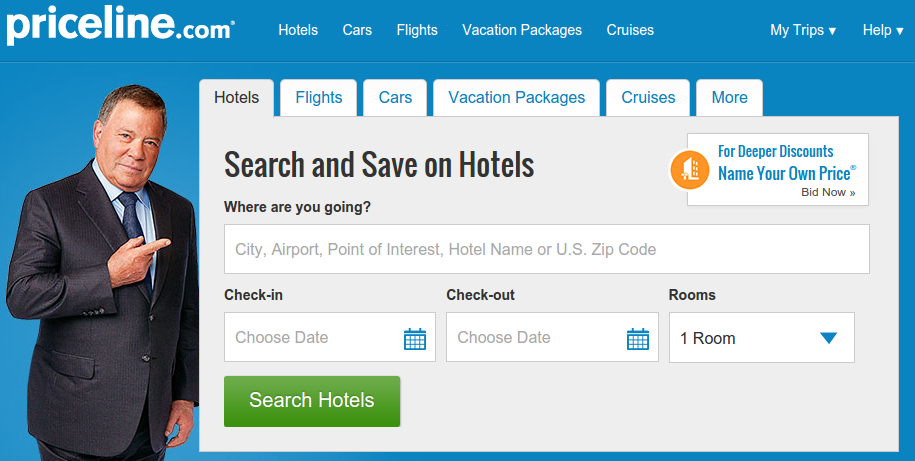 priceline.com®
Hotels Cars Flights Vacation Packages Cruises My Trips ▾ Help ▾
Hotels Flights Cars Vacation Packages Cruises More
Search and Save on Hotels
For Deeper Discounts
Name Your Own Price®
Bid Now »
Where are you going?
City, Airport, Point of Interest, Hotel Name or U.S. Zip Code
Check-in Check-out Rooms
Choose Date Choose Date 1 Room
Search Hotels